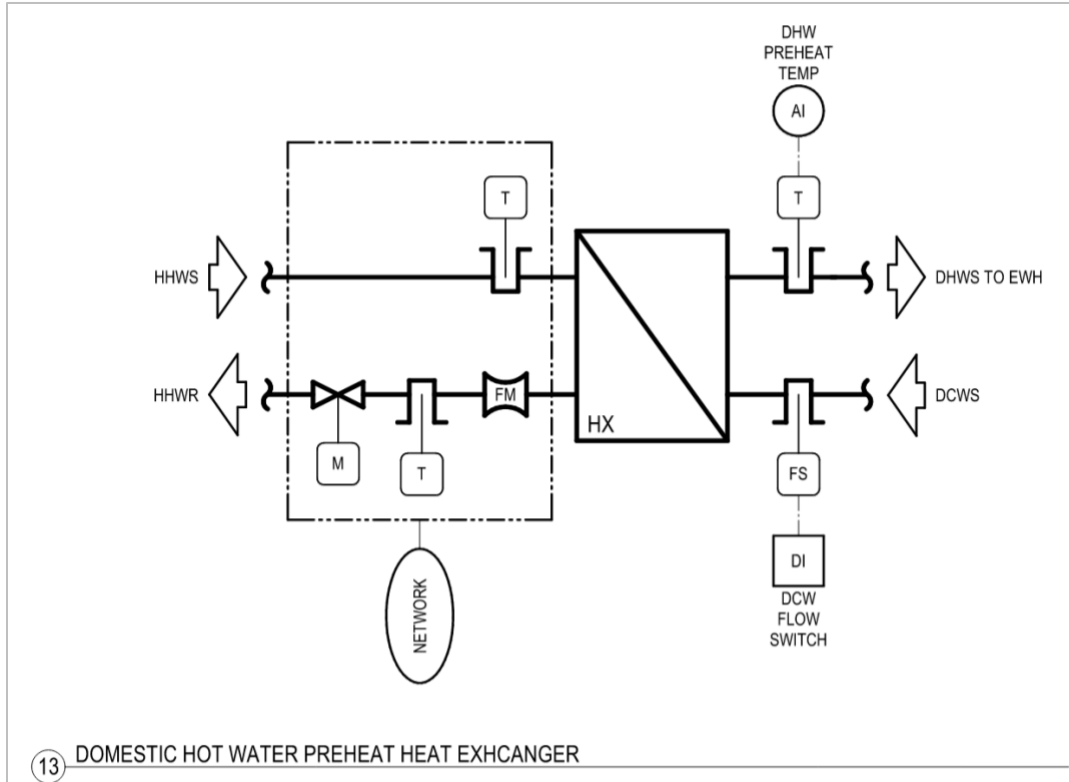 DHW
PREHEAT
TEMP
AI
T
T
HHWS
DHWS TO EWH
HHWR
FM
DCWS
HX
M
T
FS
NETWORK
DI
DCW
FLOW
SWITCH
13 DOMESTIC HOT WATER PREHEAT HEAT EXHCANGER